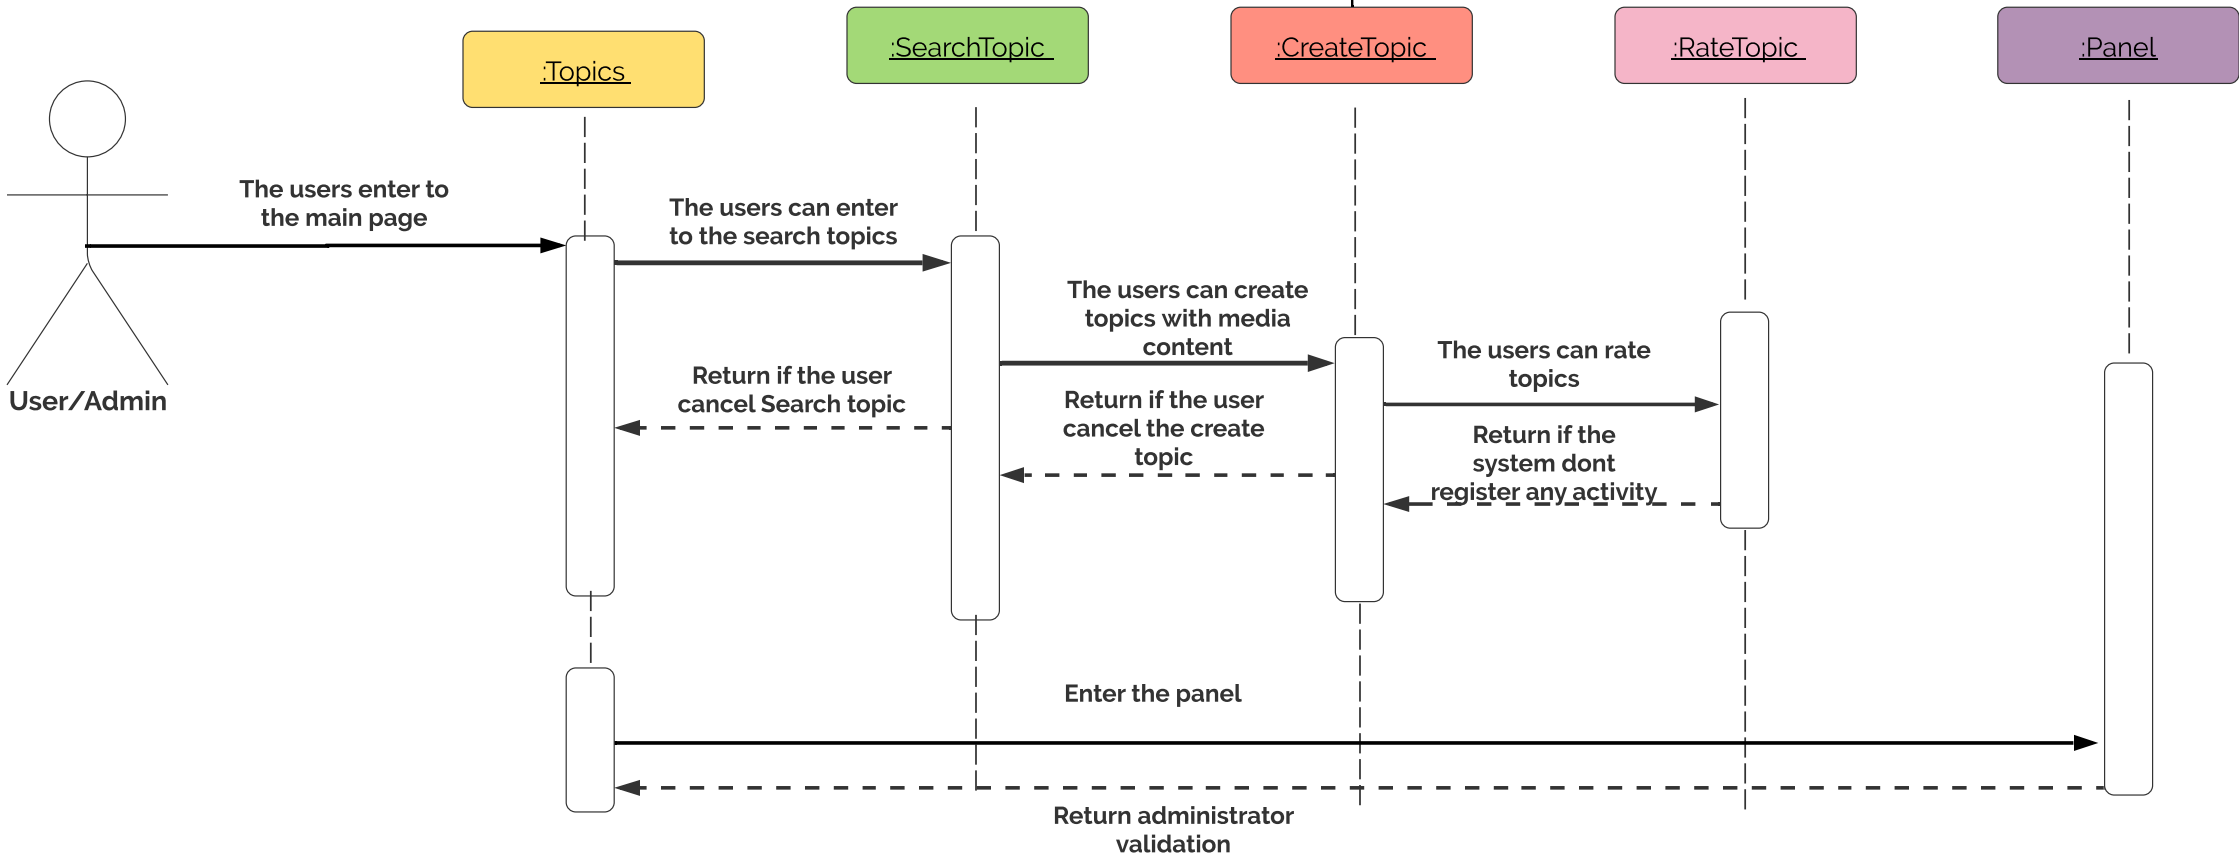 :Topics
:SearchTopic
:CreateTopic
:RateTopic
:Panel
User/Admin
The users enter to
the main page
The users can enter
to the search topics
The users can create
topics with media
content
The users can rate
topics
Return if the user
cancel Search topic
Return if the user
cancel the create
topic
Return if the
system dont
register any activity
Enter the panel
Return administrator
validation